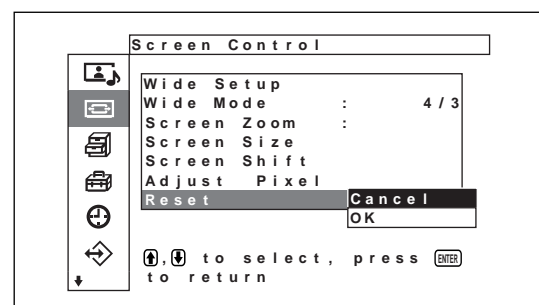 Screen Control
Wide Setup
Wide Mode : 4/3
Screen Zoom :
Screen Size
Screen Shift
Adjust Pixel
Reset Cancel
OK
, to select, press ENTER
to return